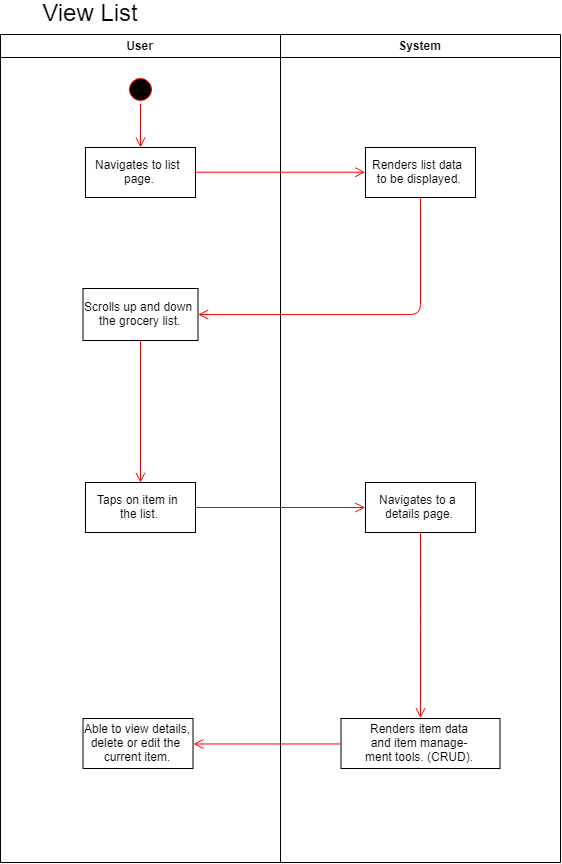 View List
User
System
Navigates to list
page.
Renders list data
to be displayed.
Scrolls up and down
the grocery list.
Taps on item in
the list.
Navigates to a
details page.
Able to view details,
delete or edit the
current item.
Renders item data
and item manage-
ment tools. (CRUD).